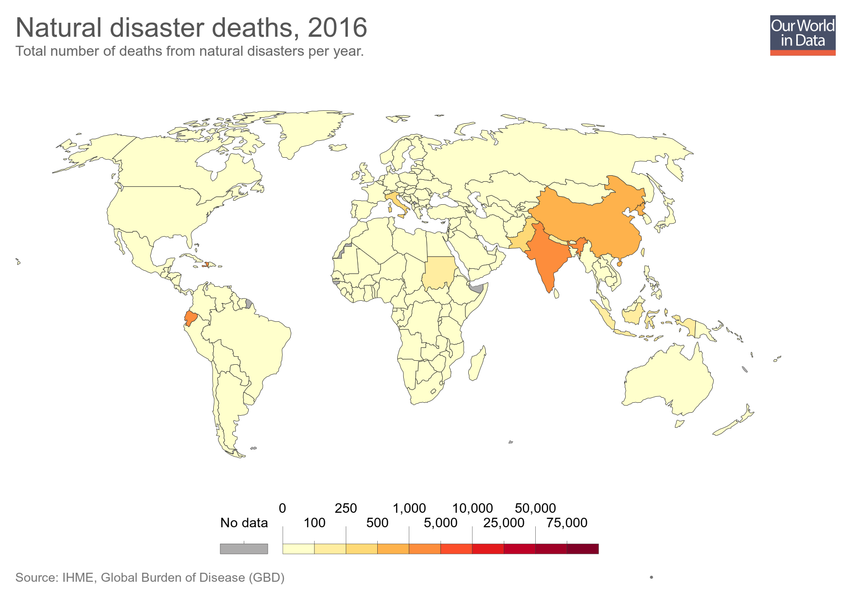 Natural disaster deaths, 2016
Total number of deaths from natural disasters per year.
Our World
in Data
0 250 1,000 10,000 50,000
No data 100 500 5,000 25,000 75,000
Source: IHME, Global Burden of Disease (GBD)